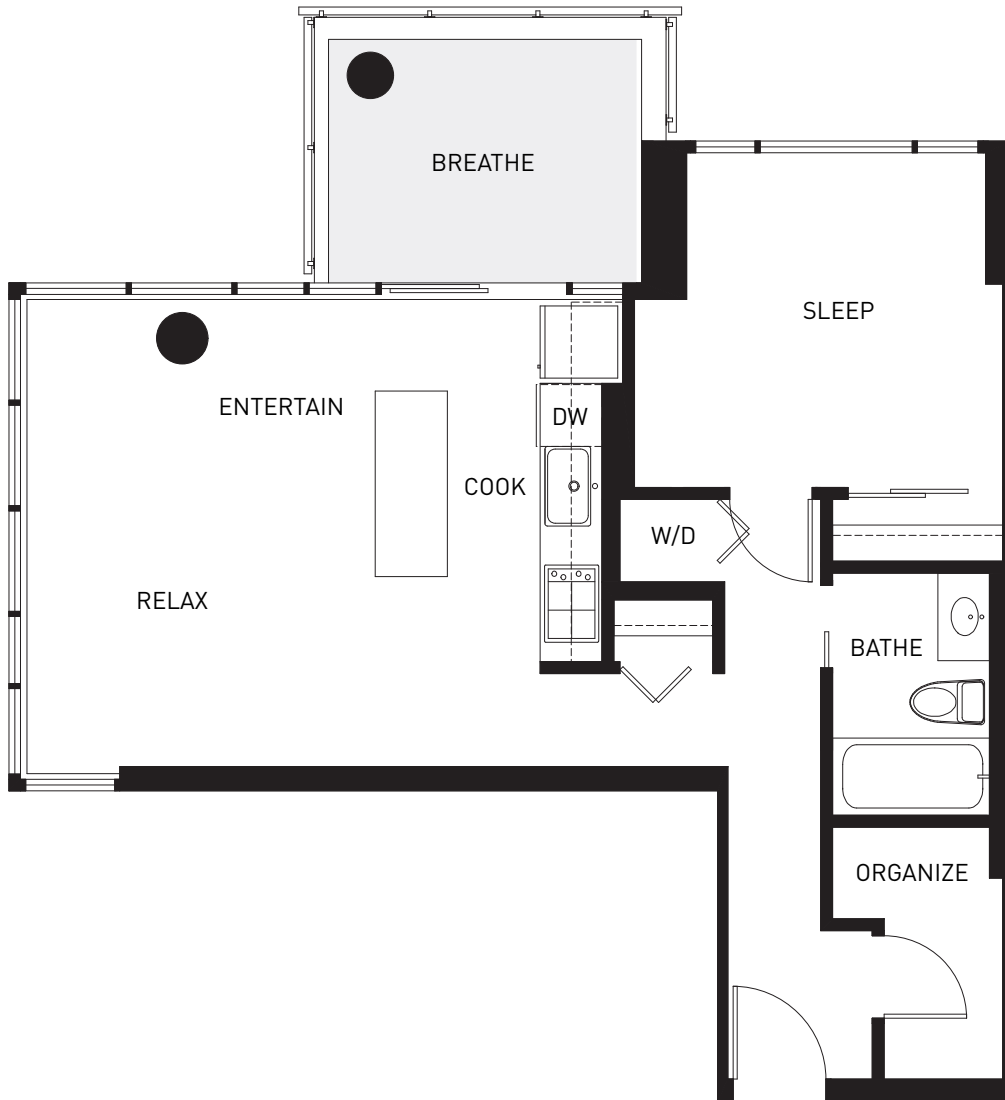 BREATHE
SLEEP
ENTERTAIN
DW
COOK
W/D
RELAX
BATHE
ORGANIZE